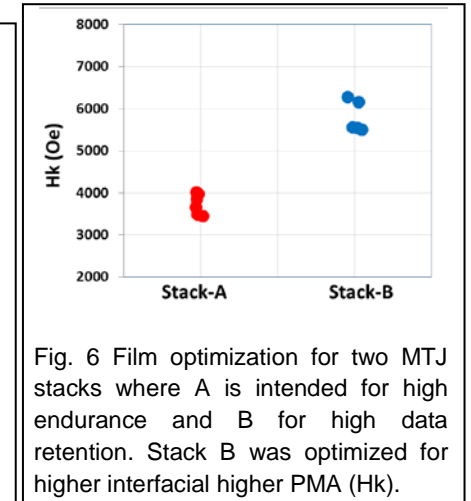 8000
7000
6000
5000
4000
3000
2000
Hk (Oe)
Stack-A Stack-B
Fig. 6 Film optimization for two MTJ
stacks where A is intended for high
endurance and B for high data
retention. Stack B was optimized for
higher interfacial higher PMA (Hk).